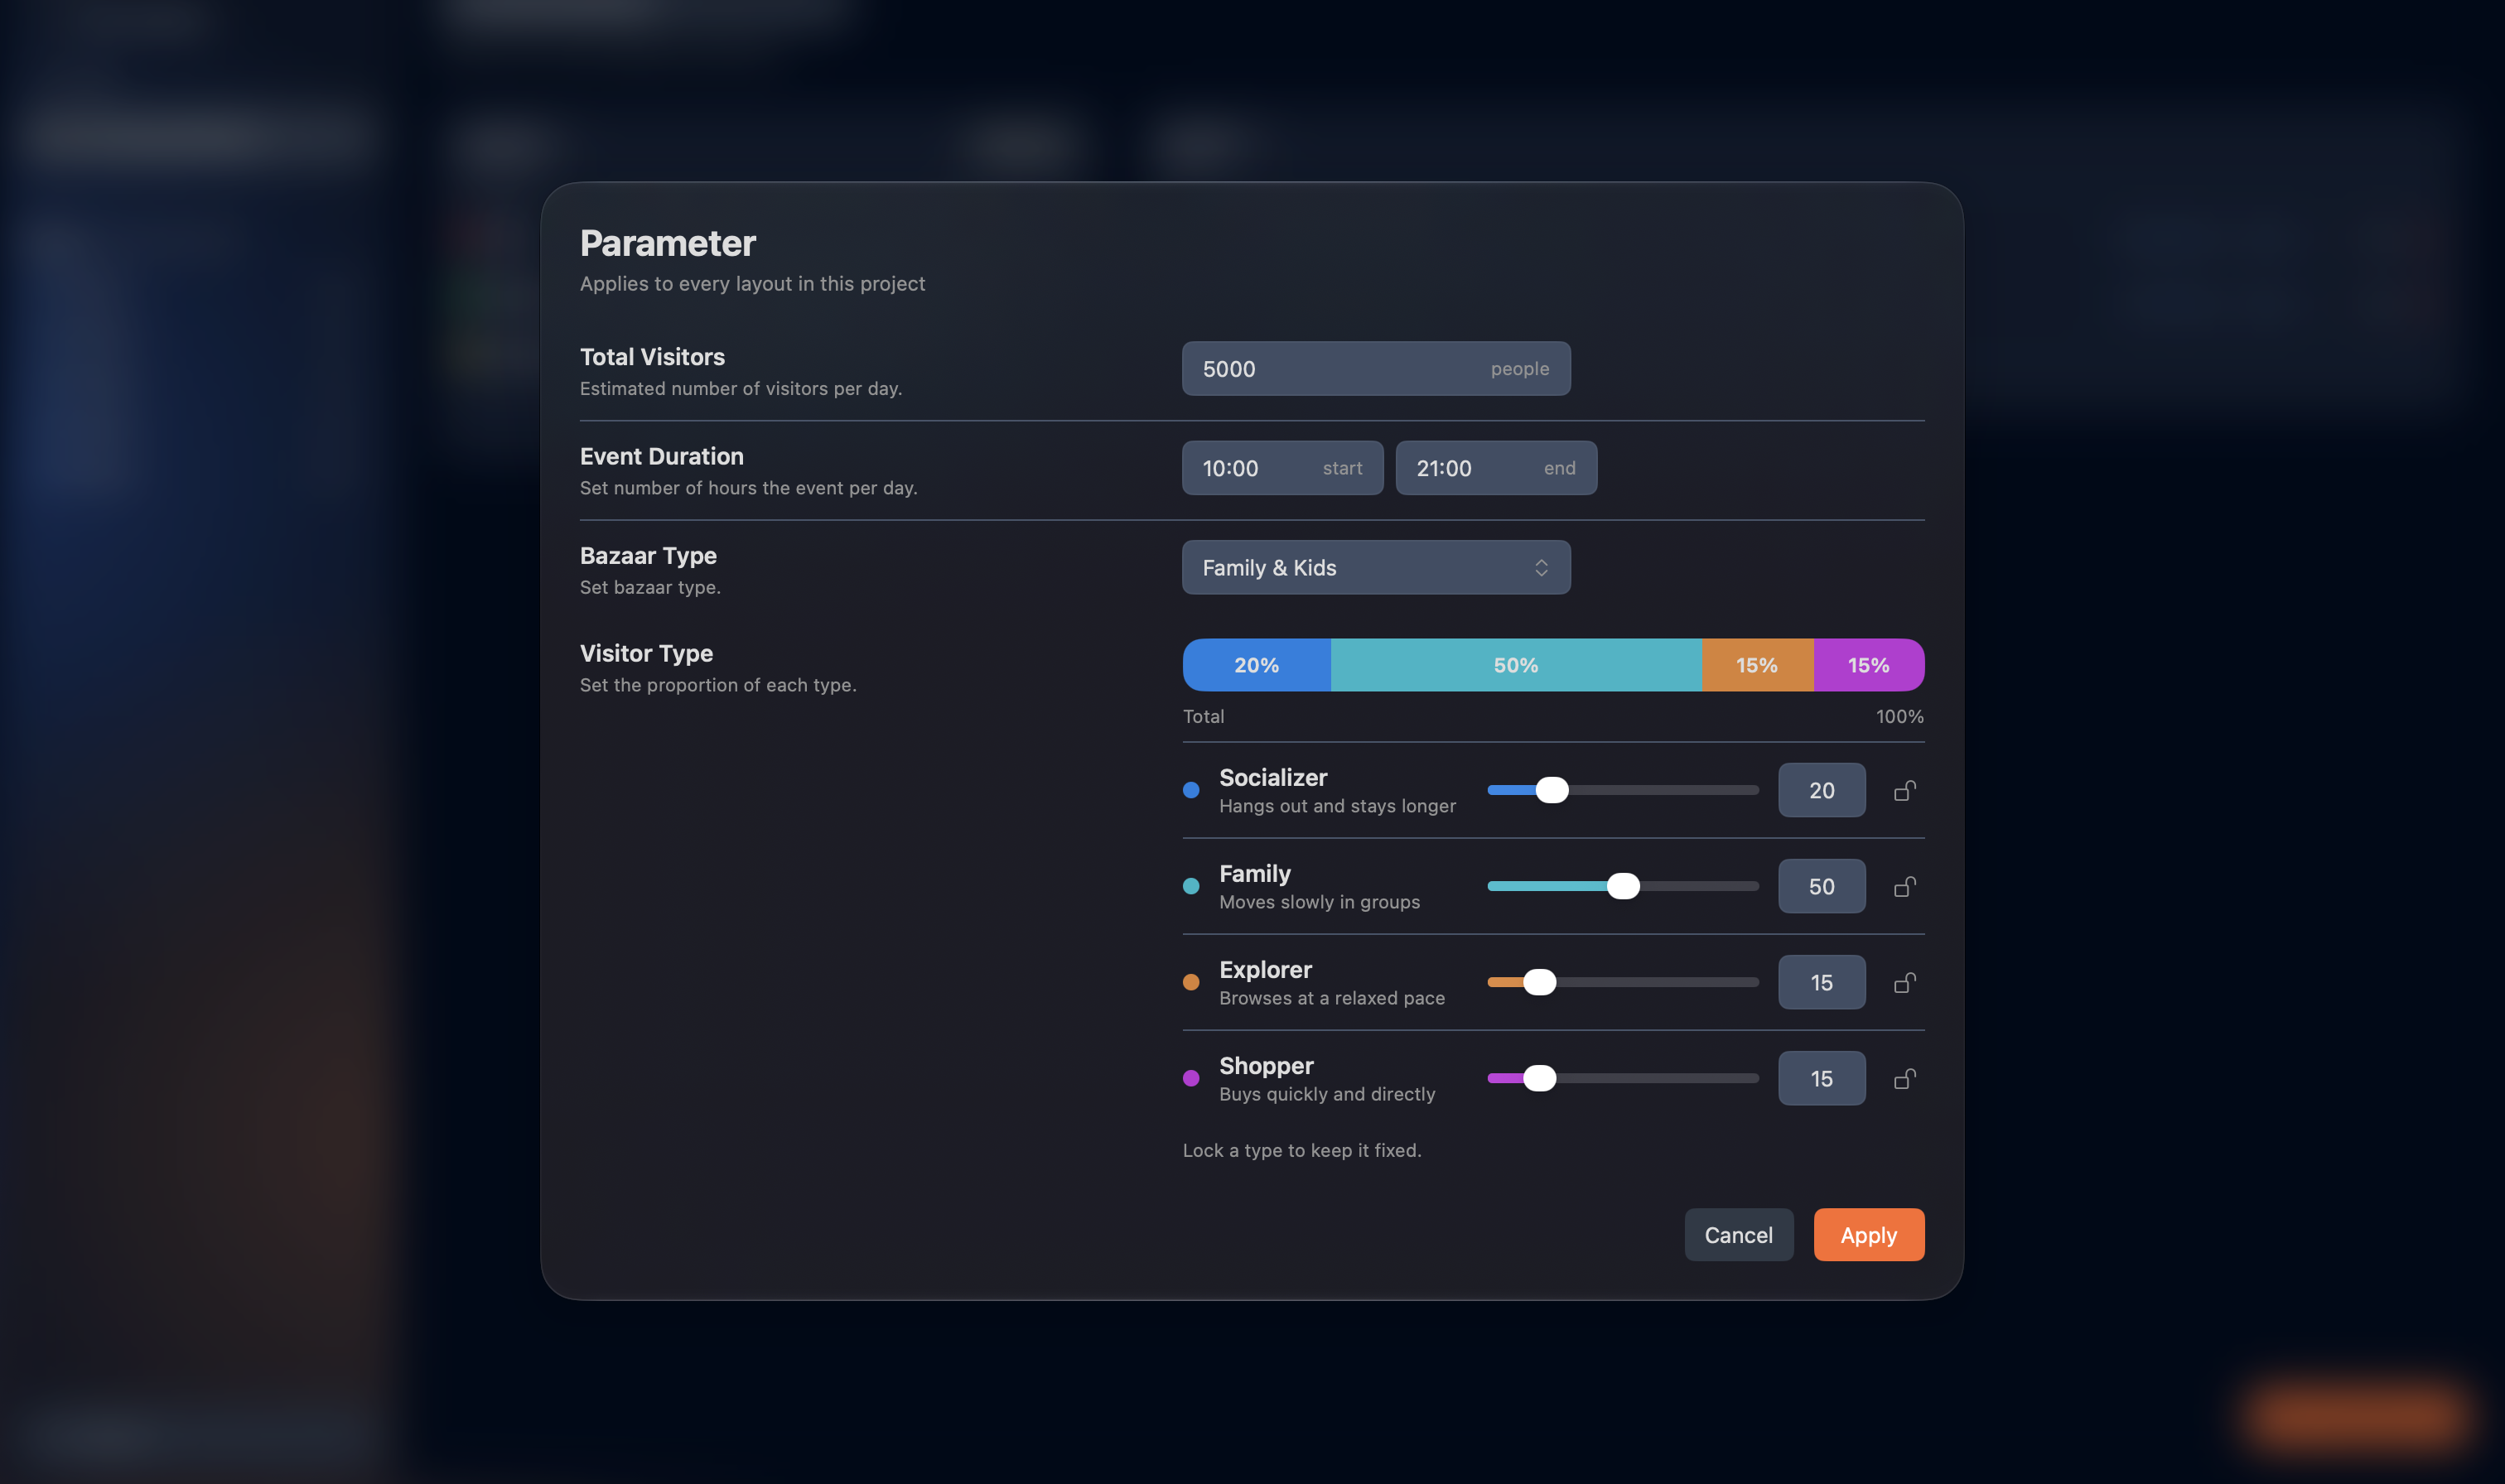 Parameter
Applies to every layout in this project
Total Visitors
Estimated number of visitors per day.
5000 people
Event Duration
Set number of hours the event per day.
10:00 start 21:00 end
Bazaar Type
Set bazaar type.
Family & Kids
Visitor Type
Set the proportion of each type.
20% 50% 15% 15%
Total 100%
Socializer
Hangs out and stays longer
20
Family
Moves slowly in groups
50
Explorer
Browses at a relaxed pace
15
Shopper
Buys quickly and directly
15
Lock a type to keep it fixed.
Cancel Apply